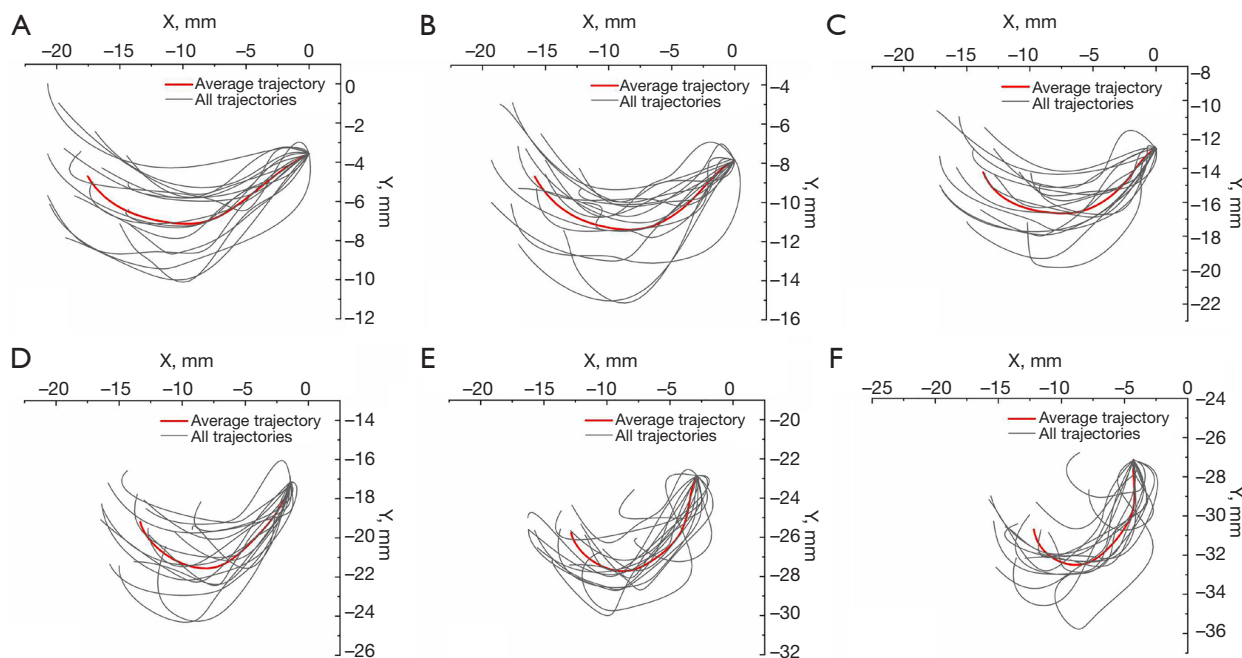 A
X, mm
−20 −15 −10 −5 0
Average trajectory
All trajectories
0
−2
−4
−6
−8
−10
−12
Y, mm
B
X, mm
−20 −15 −10 −5 0
Average trajectory
All trajectories
−4
−6
−8
−10
−12
−14
−16
Y, mm
C
X, mm
−20 −15 −10 −5 0
Average trajectory
All trajectories
−8
−10
−12
−14
−16
−18
−20
−22
Y, mm
D
X, mm
−20 −15 −10 −5 0
Average trajectory
All trajectories
−14
−16
−18
−20
−22
−24
−26
Y, mm
E
X, mm
−20 −15 −10 −5 0
Average trajectory
All trajectories
−20
−22
−24
−26
−28
−30
−32
Y, mm
F
X, mm
−25 −20 −15 −10 −5 0
Average trajectory
All trajectories
−24
−26
−28
−30
−32
−34
−36
Y, mm